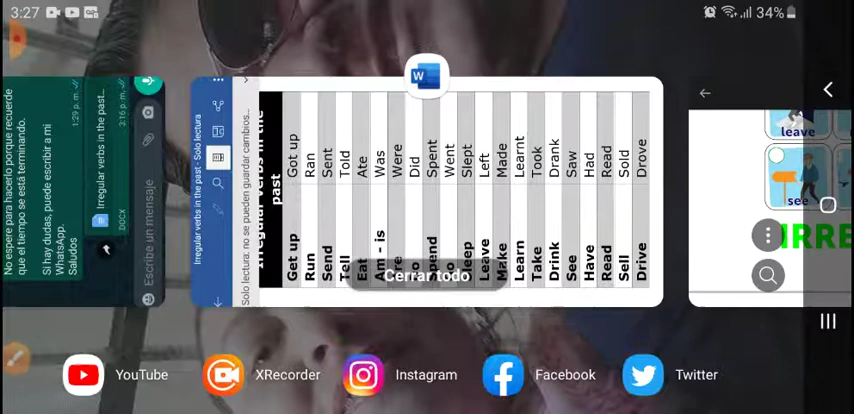 3:27
34%
No espere para hacerlo porque recuerde
que el tiempo se está terminando.
Si hay dudas, puede escribir a mi
WhatsApp.
Saludos
1:29 p. m.
Irregular verbs in the past...
DOCX
3:16 p. m.
Escribe un mensaje
W
Irregular verbs in the past - Solo lectura
Solo lectura: no se pueden guardar cambios...
Irregular verbs in the
past
Get up Got up
Run Ran
Send Sent
Tell Told
Eat Ate
Am - is Was
Are Were
Did
Spend Spent
Went
Sleep Slept
Leave Left
Make Made
Learn Learnt
Take Took
Drink Drank
See Saw
Have Had
Read Read
Sell Sold
Drive Drove
Cerrar todo
leave
see
IRRE
YouTube
XRecorder
Instagram
Facebook
Twitter